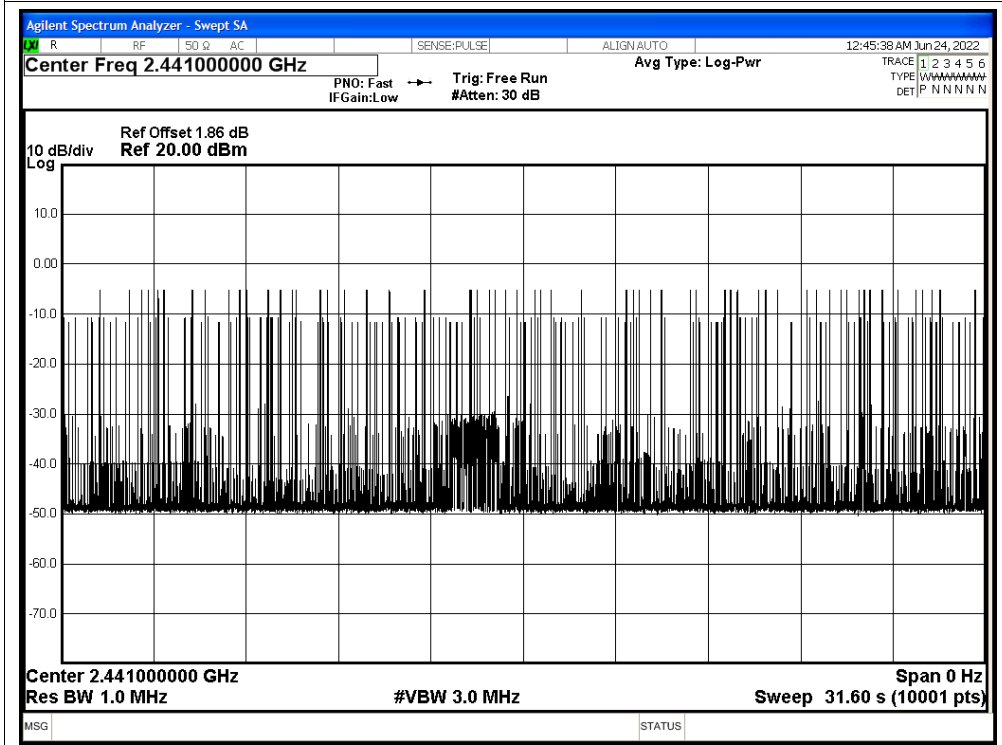 Agilent Spectrum Analyzer - Swept SA
LXI R RF 50 Ω AC SENSE:PULSE ALIGN AUTO 12:45:38 AM Jun 24, 2022
Center Freq 2.441000000 GHz Avg Type: Log-Pwr TRACE 1 2 3 4 5 6
PNO: Fast Trig: Free Run TYPE WWWWWW
IFGain:Low #Atten: 30 dB DET P N N N N N
Ref Offset 1.86 dB
10 dB/div Ref 20.00 dBm
Log
10.0
0.00
-10.0
-20.0
-30.0
-40.0
-50.0
-60.0
-70.0
Center 2.441000000 GHz Span 0 Hz
Res BW 1.0 MHz #VBW 3.0 MHz Sweep 31.60 s (10001 pts)
MSG STATUS